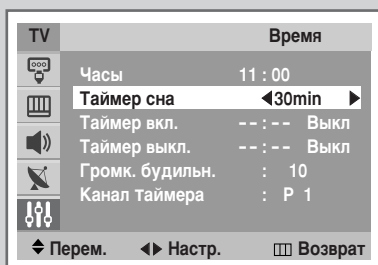 TV Время
Часы 11 : 00
Таймер сна ◀30min ▶
Таймер вкл. --:-- Выкл
Таймер выкл. --:-- Выкл
Громк. будильн. : 10
Канал таймера : P 1
Перем. Настр. Возврат